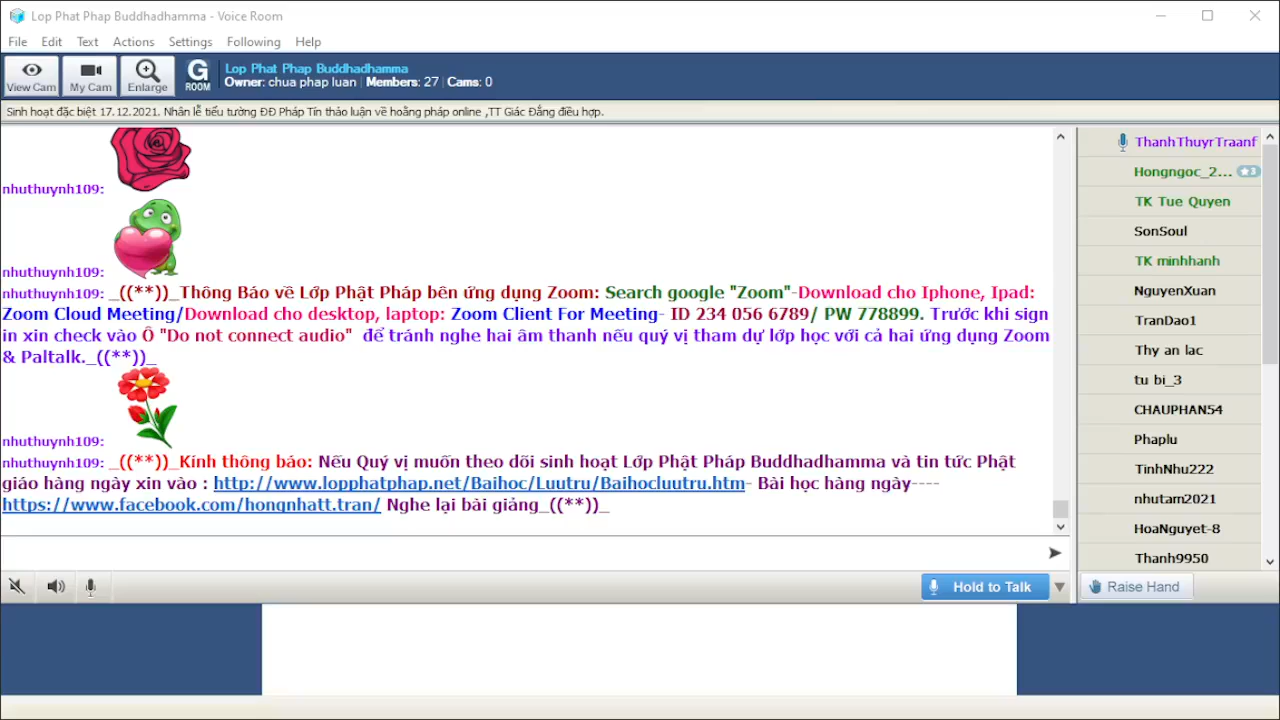 Lop Phat Phap Buddhadhamma - Voice Room
File Edit Text Actions Settings Following Help
View Cam My Cam Enlarge G ROOM
Lop Phat Phap Buddhadhamma
Owner: chua phap luan | Members: 27 | Cams: 0
Sinh hoạt đặc biệt 17.12.2021. Nhân lễ tiểu tường ĐĐ Pháp Tín thảo luận về hoằng pháp online ,TT Giác Đẳng điều hợp.
nhuthuynh109:
nhuthuynh109:
nhuthuynh109: _((**))_Thông Báo về Lớp Phật Pháp bên ứng dụng Zoom: Search google "Zoom"-Download cho Iphone, Ipad:
Zoom Cloud Meeting/Download cho desktop, laptop: Zoom Client For Meeting- ID 234 056 6789/ PW 778899. Trước khi sign
in xin check vào Ô "Do not connect audio" để tránh nghe hai âm thanh nếu quý vị tham dự lớp học với cả hai ứng dụng Zoom
& Paltalk._((**))_
nhuthuynh109:
nhuthuynh109: _((**))_Kính thông báo: Nếu Quý vị muốn theo dõi sinh hoạt Lớp Phật Pháp Buddhadhamma và tin tức Phật
giáo hàng ngày xin vào : http://www.lopphatphap.net/Baihoc/Luutru/Baihocluutru.htm- Bài học hàng ngày----
https://www.facebook.com/hongnhatt.tran/ Nghe lại bài giảng_((**))_
Hold to Talk
ThanhThuyrTraanf
Hongngoc_2... 3
TK Tue Quyen
SonSoul
TK minhhanh
NguyenXuan
TranDao1
Thy an lac
tu bi_3
CHAUPHAN54
Phaplu
TinhNhu222
nhutam2021
HoaNguyet-8
Thanh9950
Raise Hand